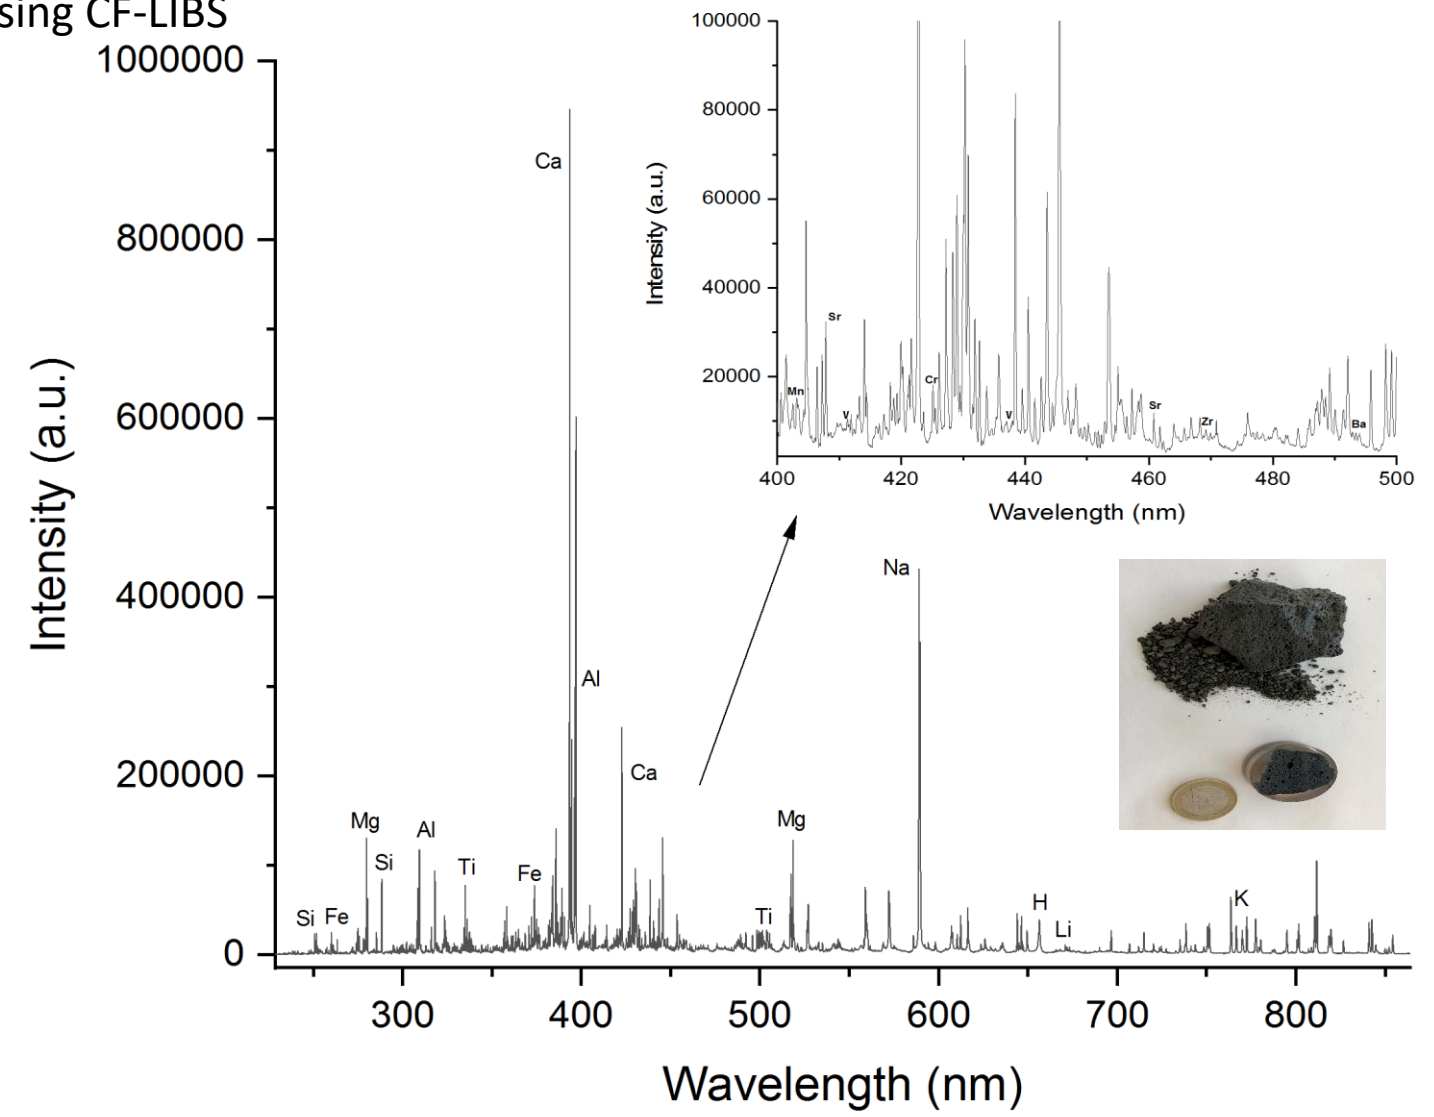 sing CF-LIBS
1000000
800000
600000
400000
200000
0
Intensity (a.u.)
300
400
500
600
700
800
Wavelength (nm)
Si
Fe
Mg
Si
Al
Ti
Fe
Ca
Al
Ca
Ti
Mg
Na
H
Li
K
100000
80000
60000
40000
20000
Intensity (a.u.)
400
420
440
460
480
500
Wavelength (nm)
Mn
Sr
V
Cr
V
Sr
Zr
Ba